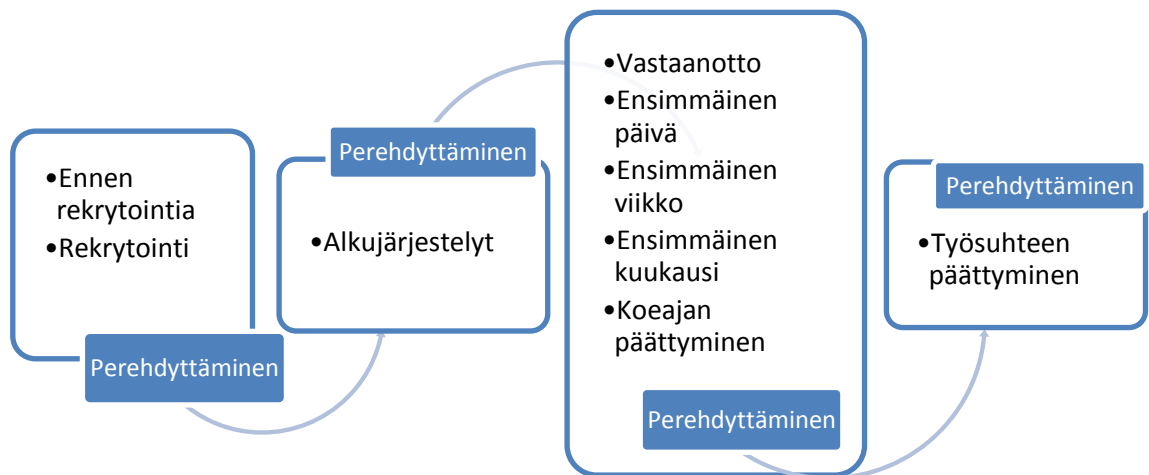 •Ennen
rekrytointia
•Rekrytointi
Perehdyttäminen
Perehdyttäminen
•Alkujärjestelyt
•Vastaanotto
•Ensimmäinen
päivä
•Ensimmäinen
viikko
•Ensimmäinen
kuukausi
•Koeajan
päättyminen
Perehdyttäminen
Perehdyttäminen
•Työsuhteen
päättyminen